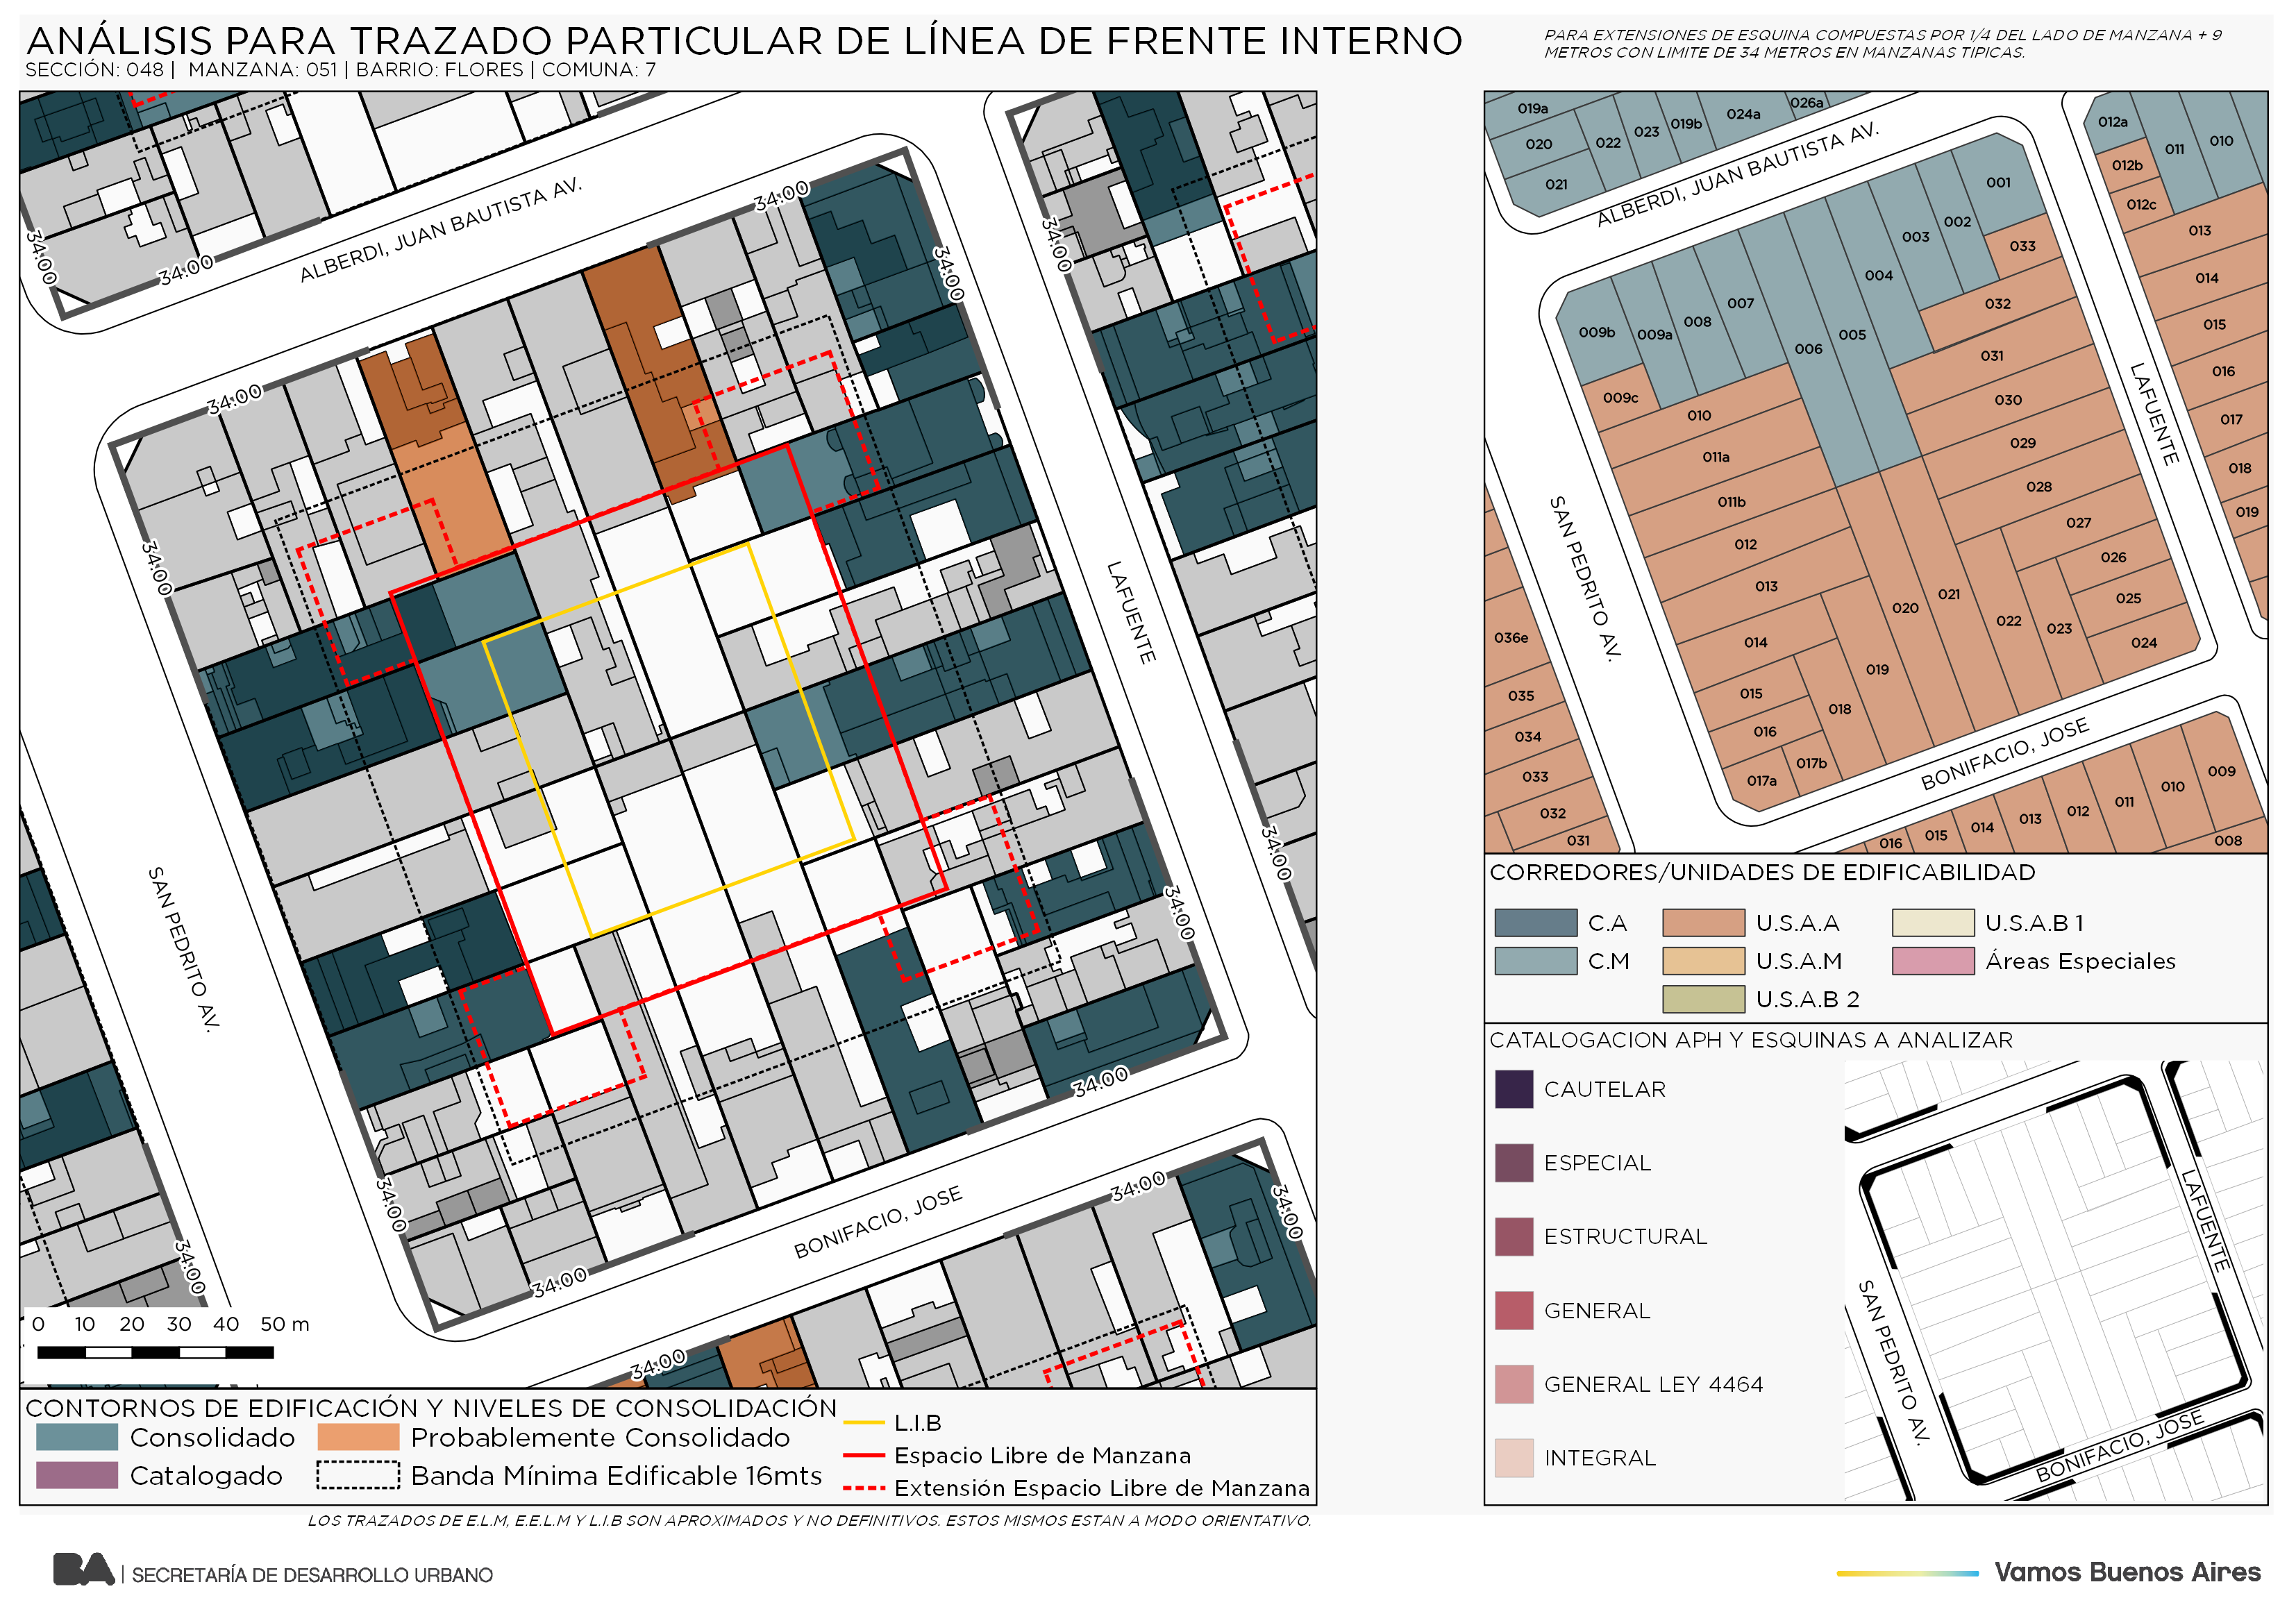 ANÁLISIS PARA TRAZADO PARTICULAR DE LÍNEA DE FRENTE INTERNO
SECCIÓN: 048 | MANZANA: 051 | BARRIO: FLORES | COMUNA: 7
PARA EXTENSIONES DE ESQUINA COMPUESTAS POR 1/4 DEL LADO DE MANZANA + 9
METROS CON LIMITE DE 34 METROS EN MANZANAS TIPICAS.
ALBERDI, JUAN BAUTISTA AV.
34.00
34.00
34.00
34.00
34.00
34.00
34.00
34.00
LAFUENTE
SAN PEDRITO AV.
34.00
34.00
34.00
34.00
34.00
34.00
BONIFACIO, JOSE
34.00
34.00
34.00
0 10 20 30 40 50 m
CONTORNOS DE EDIFICACIÓN Y NIVELES DE CONSOLIDACIÓN
Consolidado
Probablemente Consolidado
Catalogado
Banda Mínima Edificable 16mts
L.I.B
Espacio Libre de Manzana
Extensión Espacio Libre de Manzana
LOS TRAZADOS DE E.L.M, E.E.L.M Y L.I.B SON APROXIMADOS Y NO DEFINITIVOS. ESTOS MISMOS ESTAN A MODO ORIENTATIVO.
019a
020
021
022
023
019b
024a
026a
ALBERDI, JUAN BAUTISTA AV.
012a
012b
012c
011
010
013
014
015
016
017
018
019
001
002
003
004
005
006
007
008
009a
009b
009c
033
032
031
030
029
028
027
026
025
024
010
011a
011b
012
013
014
015
016
017a
017b
018
019
020
021
022
023
LAFUENTE
SAN PEDRITO AV.
BONIFACIO, JOSE
036e
035
034
033
032
031
016
015
014
013
012
011
010
009
008
CORREDORES/UNIDADES DE EDIFICABILIDAD
C.A
U.S.A.A
U.S.A.B 1
C.M
U.S.A.M
Áreas Especiales
U.S.A.B 2
CATALOGACION APH Y ESQUINAS A ANALIZAR
CAUTELAR
ESPECIAL
ESTRUCTURAL
GENERAL
GENERAL LEY 4464
INTEGRAL
LAFUENTE
SAN PEDRITO AV.
BONIFACIO, JOSE
BA | SECRETARÍA DE DESARROLLO URBANO
Vamos Buenos Aires